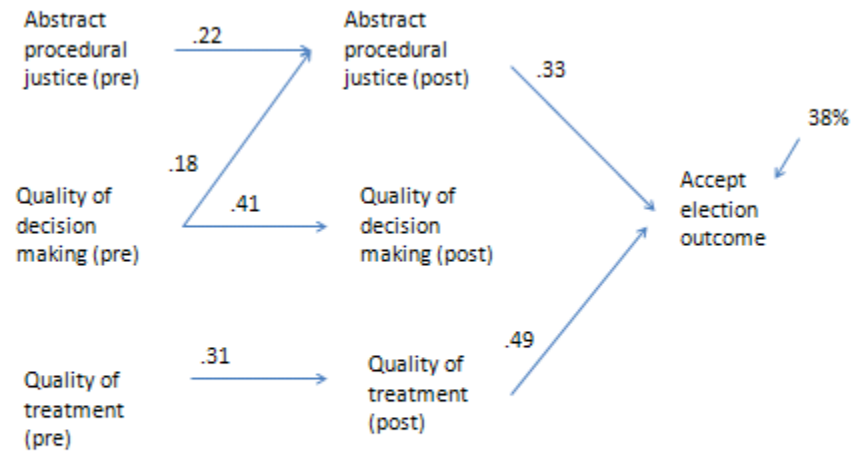 Abstract
procedural
justice (pre)
.22
Abstract
procedural
justice (post)
.33
38%
.18
Quality of
decision
making (pre)
.41
Quality of
decision
making (post)
Accept
election
outcome
.31
Quality of
treatment
(pre)
Quality of
treatment
(post)
.49